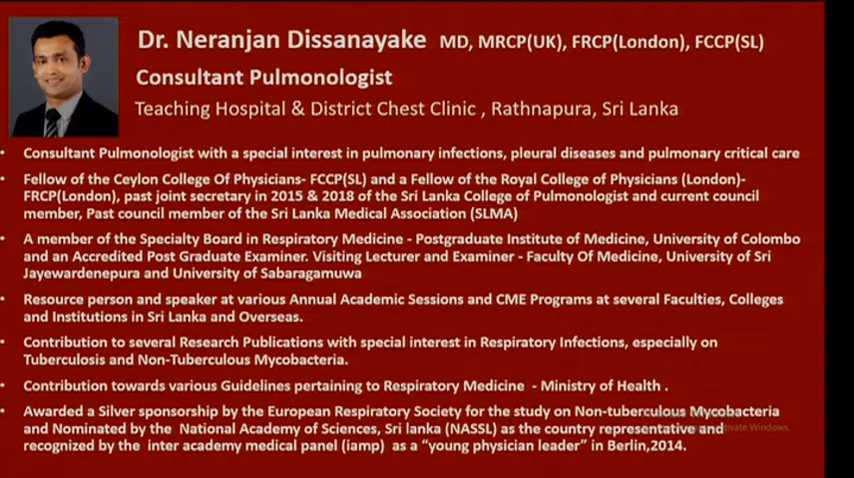 Dr. Neranjan Dissanayake MD, MRCP(UK), FRCP(London), FCCP(SL)
Consultant Pulmonologist
Teaching Hospital & District Chest Clinic , Rathnapura, Sri Lanka
• Consultant Pulmonologist with a special interest in pulmonary infections, pleural diseases and pulmonary critical care
• Fellow of the Ceylon College Of Physicians- FCCP(SL) and a Fellow of the Royal College of Physicians (London)-
FRCP(London), past joint secretary in 2015 & 2018 of the Sri Lanka College of Pulmonologist and current council
member, Past council member of the Sri Lanka Medical Association (SLMA)
• A member of the Specialty Board in Respiratory Medicine - Postgraduate Institute of Medicine, University of Colombo
and an Accredited Post Graduate Examiner. Visiting Lecturer and Examiner - Faculty Of Medicine, University of Sri
Jayewardenepura and University of Sabaragamuwa
• Resource person and speaker at various Annual Academic Sessions and CME Programs at several Faculties, Colleges
and Institutions in Sri Lanka and Overseas.
• Contribution to several Research Publications with special interest in Respiratory Infections, especially on
Tuberculosis and Non-Tuberculous Mycobacteria.
• Contribution towards various Guidelines pertaining to Respiratory Medicine - Ministry of Health .
• Awarded a Silver sponsorship by the European Respiratory Society for the study on Non-tuberculous Mycobacteria
and Nominated by the National Academy of Sciences, Sri lanka (NASSL) as the country representative and
recognized by the inter academy medical panel (iamp) as a “young physician leader” in Berlin,2014.
Windows.